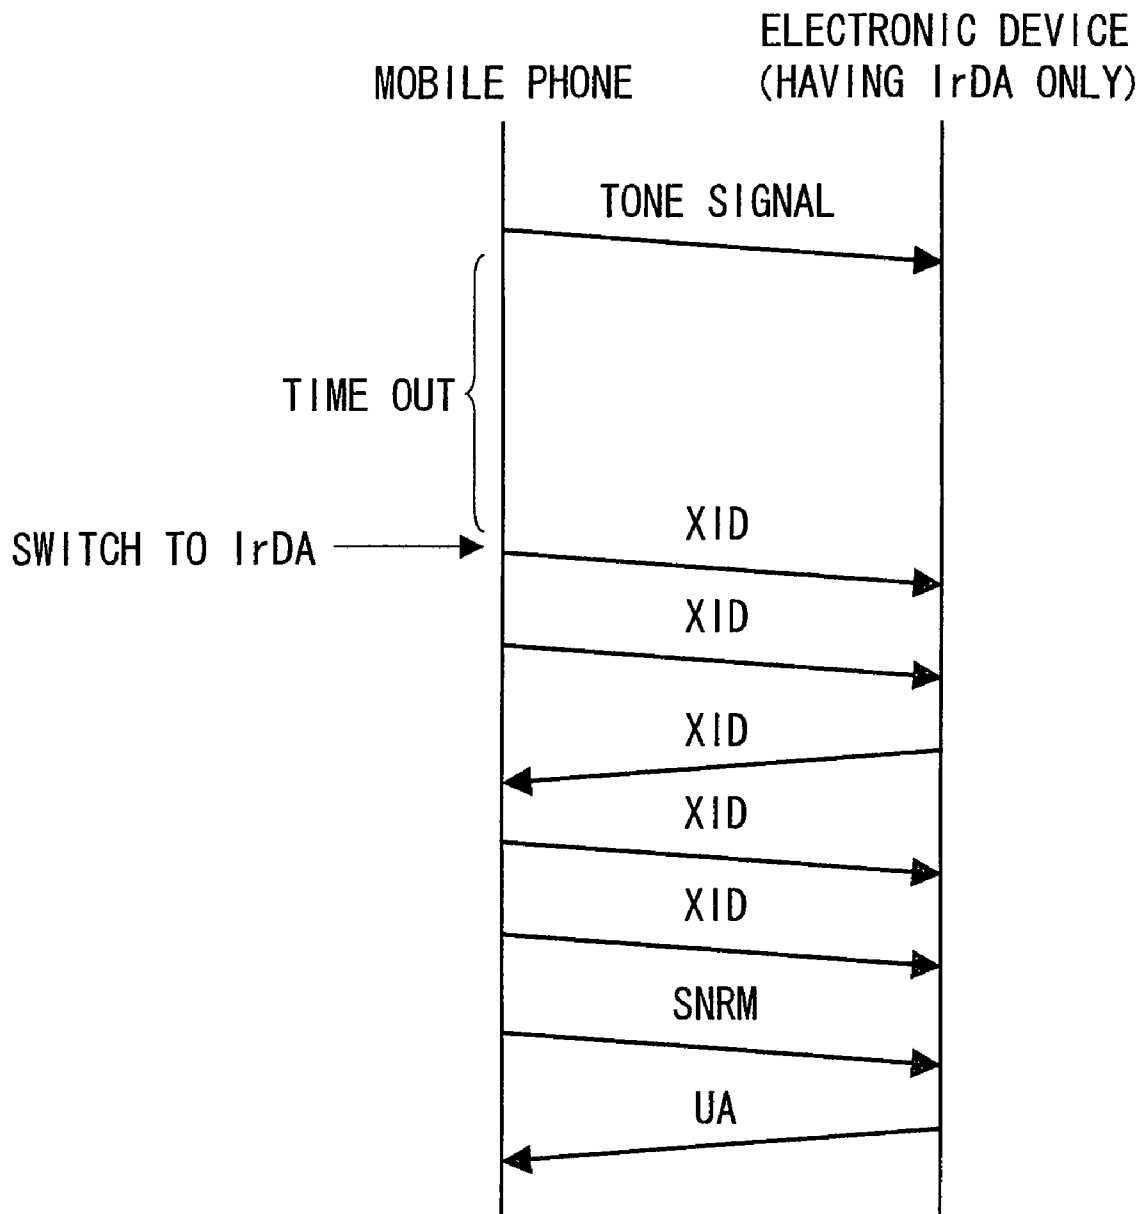 MOBILE PHONE
ELECTRONIC DEVICE
(HAVING IrDA ONLY)
TONE SIGNAL
TIME OUT
SWITCH TO IrDA
XID
XID
XID
XID
XID
SNRM
UA